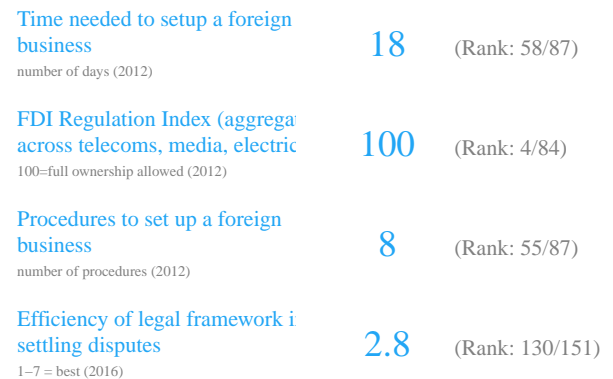 Time needed to setup a foreign
business
number of days (2012)
18
(Rank: 58/87)
FDI Regulation Index (aggregat
across telecoms, media, electric
100=full ownership allowed (2012)
100
(Rank: 4/84)
Procedures to set up a foreign
business
number of procedures (2012)
8
(Rank: 55/87)
Efficiency of legal framework i
settling disputes
1–7 = best (2016)
2.8
(Rank: 130/151)